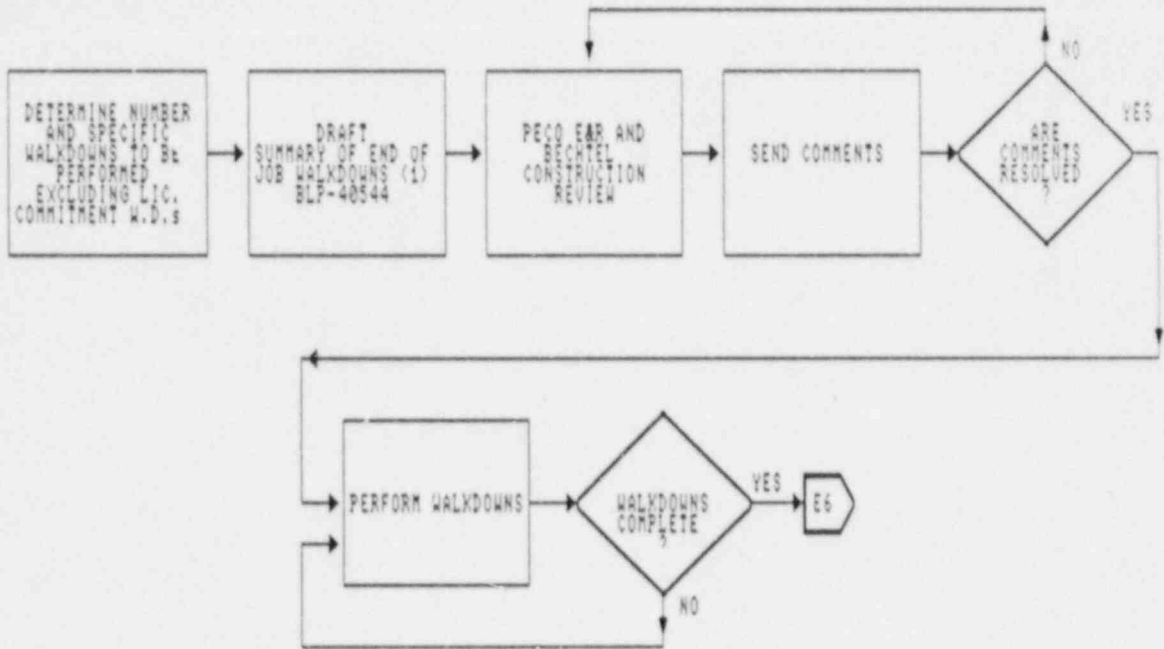 DETERMINE NUMBER
AND SPECIFIC
WALKDOWNS TO BE
PERFORMED
EXCLUDING LIC.
COMMITMENT W.D.s
DRAFT
SUMMARY OF END OF
JOB WALKDOWNS (1)
BLP-40544
PECO E&R AND
BECHTEL
CONSTRUCTION
REVIEW
SEND COMMENTS
ARE
COMMENTS
RESOLVED
?
NO
YES
PERFORM WALKDOWNS
WALKDOWNS
COMPLETE
?
YES
E6
NO